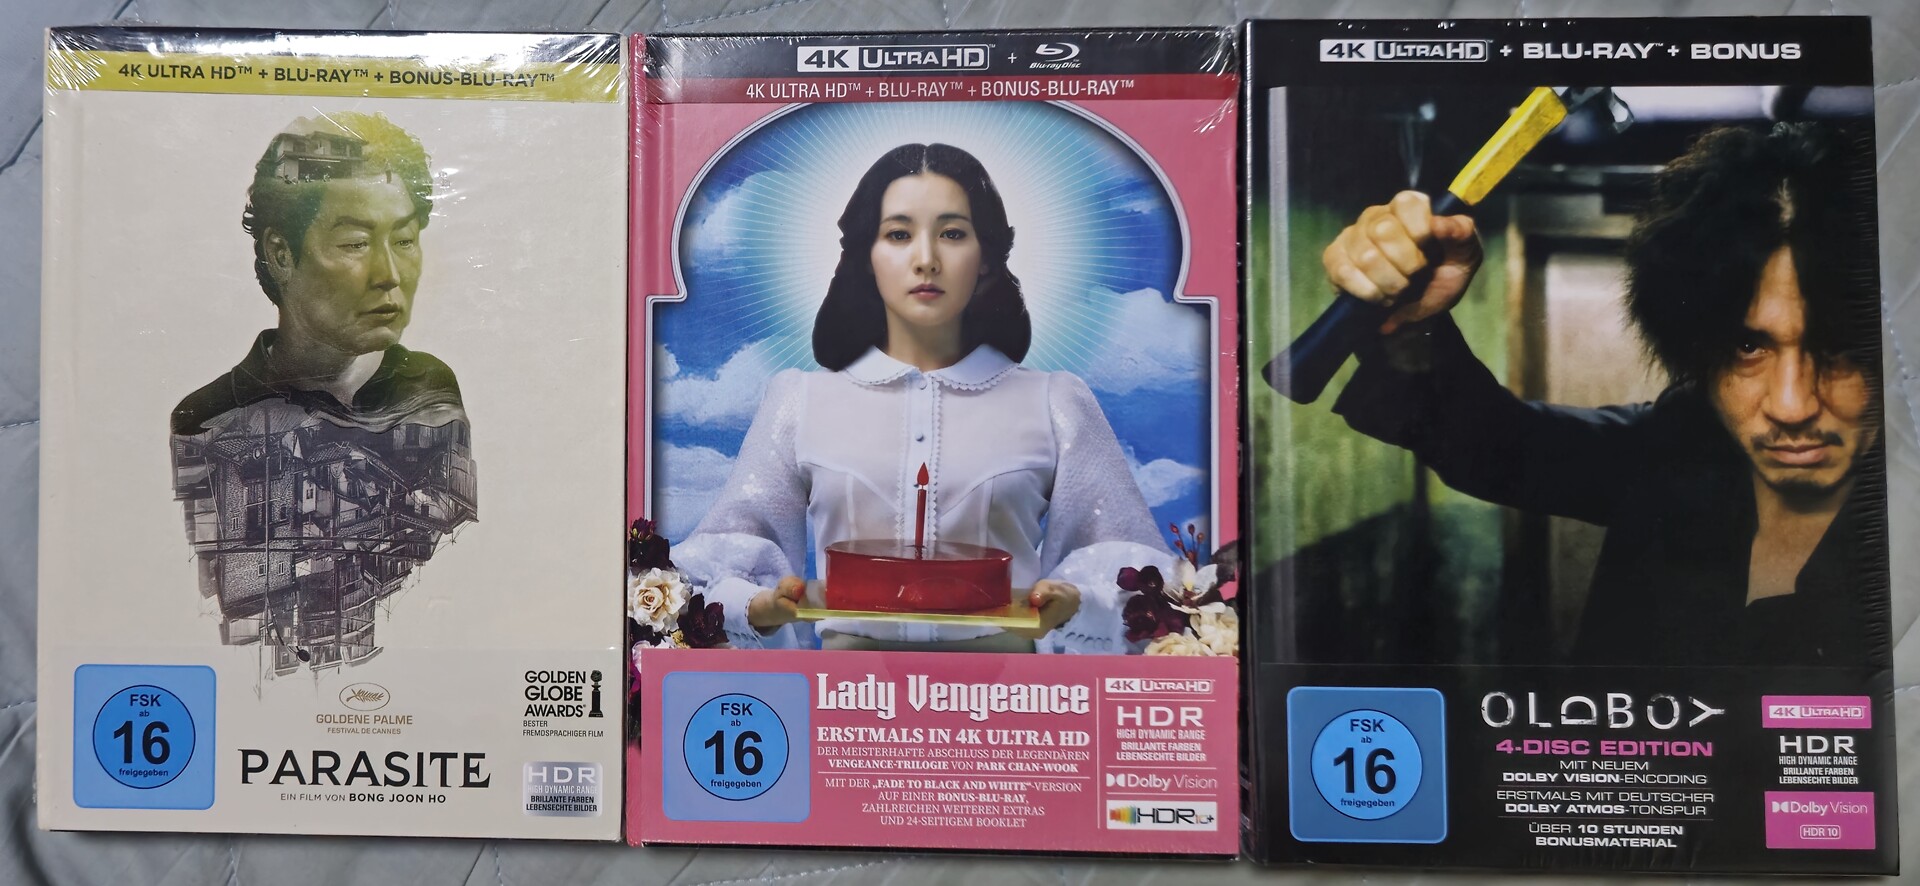 4K ULTRA HD™ + BLU-RAY™ + BONUS-BLU-RAY™
FSK
ab
16
freigegeben
GOLDENE PALME
FESTIVAL DE CANNES
GOLDEN
GLOBE
AWARDS
BESTER
FREMDSPRACHIGER FILM
PARASITE
EIN FILM VON BONG JOON HO
HDR
HIGH DYNAMIC RANGE
BRILLANTE FARBEN
LEBENSECHTE BILDER
4K ULTRA HD™ + Blu-ray Disc
4K ULTRA HD™ + BLU-RAY™ + BONUS-BLU-RAY™
FSK
ab
16
freigegeben
Lady Vengeance
ERSTMALS IN 4K ULTRA HD
DER MEISTERHAFTE ABSCHLUSS DER LEGENDÄREN
VENGEANCE-TRILOGIE VON PARK CHAN-WOOK
MIT DER „FADE TO BLACK AND WHITE“-VERSION
AUF EINER BONUS-BLU-RAY,
ZAHLREICHEN WEITEREN EXTRAS
UND 24-SEITIGEM BOOKLET
4K ULTRA HD
HDR
HIGH DYNAMIC RANGE
BRILLANTE FARBEN
LEBENSECHTE BILDER
Dolby Vision
HDR10+
4K ULTRA HD™ + BLU-RAY™ + BONUS
FSK
ab
16
freigegeben
OLDBOY
4-DISC EDITION
MIT NEUEM
DOLBY VISION-ENCODING
ERSTMALS MIT DEUTSCHER
DOLBY ATMOS-TONSPUR
ÜBER 10 STUNDEN
BONUSMATERIAL
4K ULTRA HD
HDR
HIGH DYNAMIC RANGE
BRILLANTE FARBEN
LEBENSECHTE BILDER
Dolby Vision
HDR 10